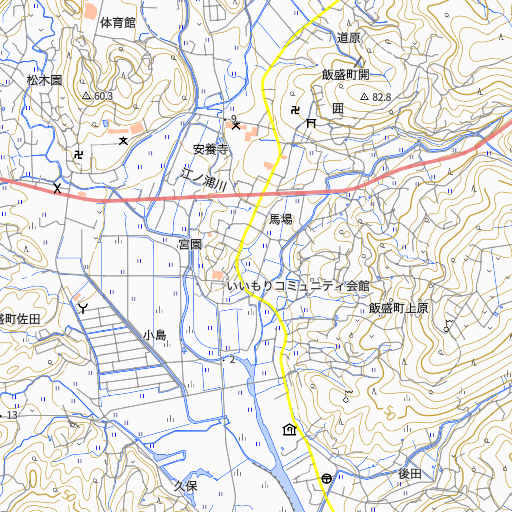 体育館
道原
飯盛町開
松木園
60.3
82.8
囲
9
安養寺
江ノ浦川
馬場
宮園
いいもりコミュニティ会館
飯盛町上原
盛町佐田
小島
2
13
後田
久保